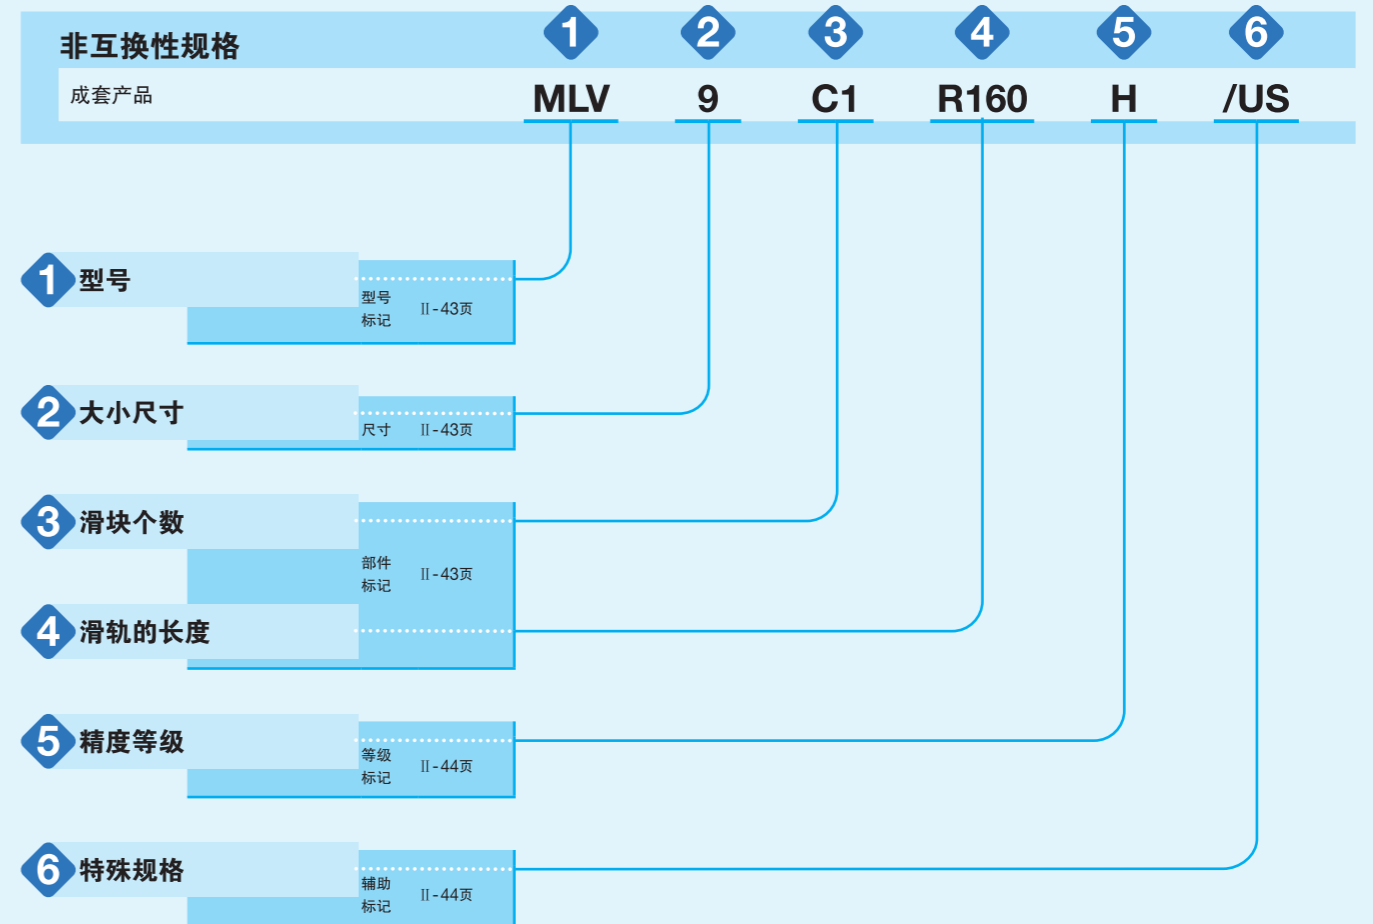 1 2 3 4 5 6
非互换性规格
成套产品 MLV 9 C1 R160 H /US
1 型号
型号
标记 Ⅱ-43页
2 大小尺寸
尺寸 Ⅱ-43页
3 滑块个数
部件
标记 Ⅱ-43页
4 滑轨的长度
5 精度等级
等级
标记 Ⅱ-44页
6 特殊规格
辅助
标记 Ⅱ-44页